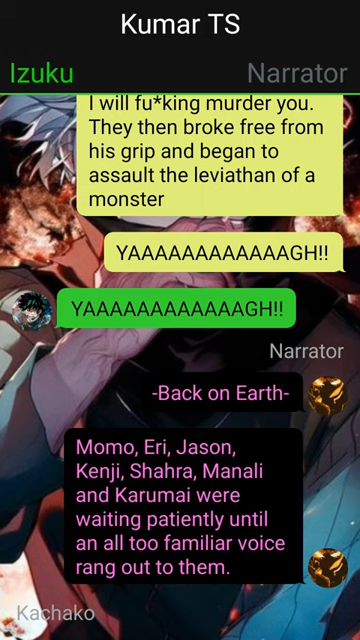 Kumar TS
Izuku
Narrator
I will fu*king murder you.
They then broke free from
his grip and began to
assault the leviathan of a
monster
YAAAAAAAAAAAAGH!!
YAAAAAAAAAAAAGH!!
Narrator
-Back on Earth-
Momo, Eri, Jason,
Kenji, Shahra, Manali
and Karumai were
waiting patiently until
an all too familiar voice
rang out to them.
Kachako